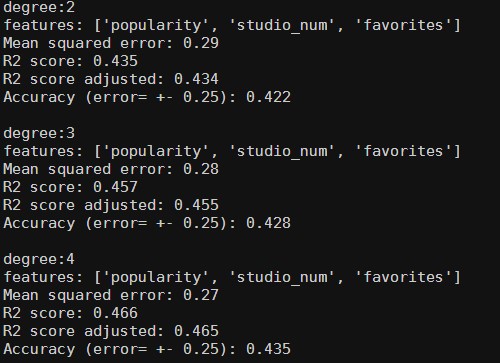 degree:2
features: ['popularity', 'studio_num', 'favorites']
Mean squared error: 0.29
R2 score: 0.435
R2 score adjusted: 0.434
Accuracy (error= +- 0.25): 0.422
degree:3
features: ['popularity', 'studio_num', 'favorites']
Mean squared error: 0.28
R2 score: 0.457
R2 score adjusted: 0.455
Accuracy (error= +- 0.25): 0.428
degree:4
features: ['popularity', 'studio_num', 'favorites']
Mean squared error: 0.27
R2 score: 0.466
R2 score adjusted: 0.465
Accuracy (error= +- 0.25): 0.435